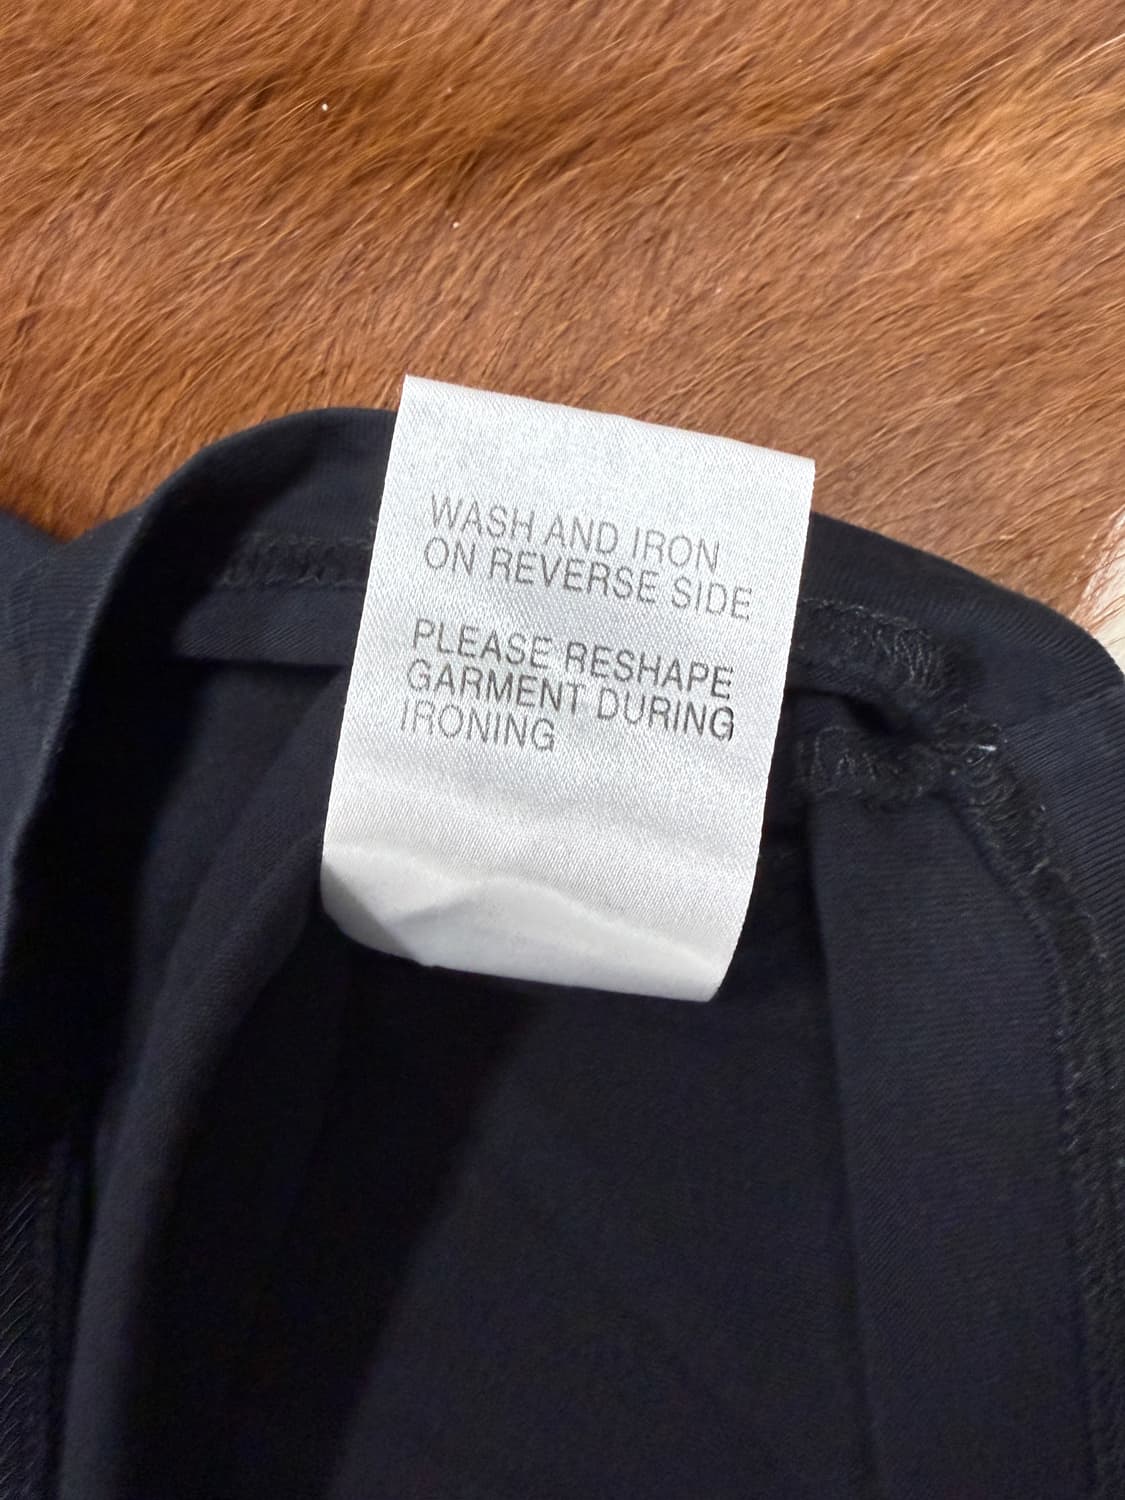 WASH AND IRON
ON REVERSE SIDE
PLEASE RESHAPE
GARMENT DURING
IRONING